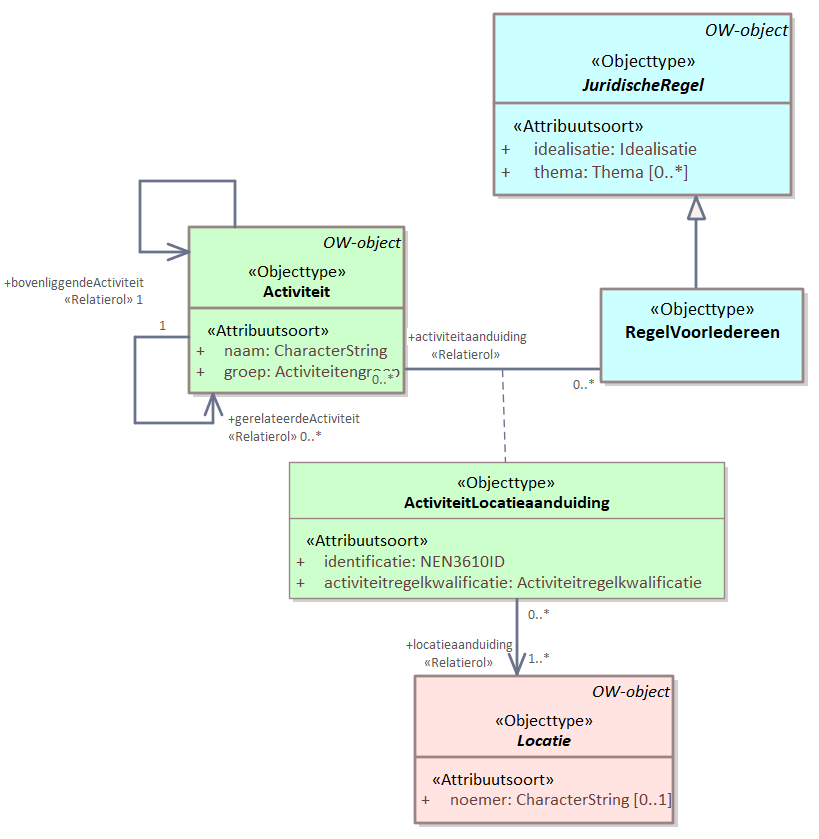 OW-object
«Objecttype»
JuridischeRegel
«Attribuutsoort»
+ idealisatie: Idealisatie
+ thema: Thema [0..*]
OW-object
«Objecttype»
Activiteit
«Attribuutsoort»
+ naam: CharacterString
+ groep: Activiteitengroep
0..*
+bovenliggendeActiviteit
«Relatierol» 1
1
+gerelateerdeActiviteit
«Relatierol» 0..*
+activiteitaanduiding
«Relatierol»
0..*
«Objecttype»
RegelVoorIedereen
«Objecttype»
ActiviteitLocatieaanduiding
«Attribuutsoort»
+ identificatie: NEN3610ID
+ activiteitregelkwalificatie: Activiteitregelkwalificatie
0..*
+locatieaanduiding
«Relatierol»
1..*
OW-object
«Objecttype»
Locatie
«Attribuutsoort»
+ noemer: CharacterString [0..1]